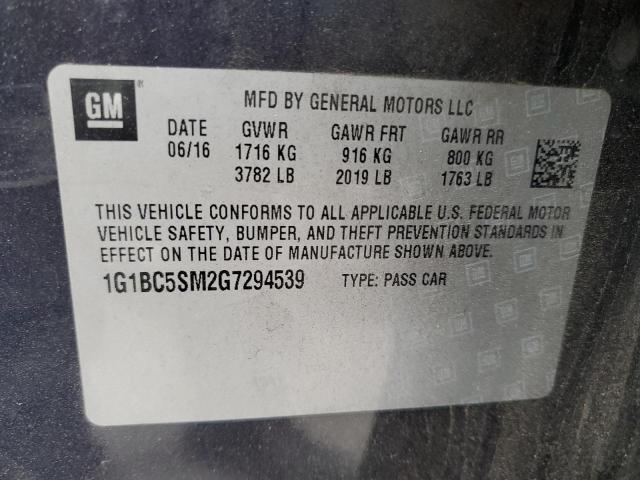 GM ®
MFD BY GENERAL MOTORS LLC
DATE GVWR GAWR FRT GAWR RR
06/16 1716 KG 916 KG 800 KG
3782 LB 2019 LB 1763 LB
THIS VEHICLE CONFORMS TO ALL APPLICABLE U.S. FEDERAL MOTOR
VEHICLE SAFETY, BUMPER, AND THEFT PREVENTION STANDARDS IN
EFFECT ON THE DATE OF MANUFACTURE SHOWN ABOVE.
1G1BC5SM2G7294539 TYPE: PASS CAR